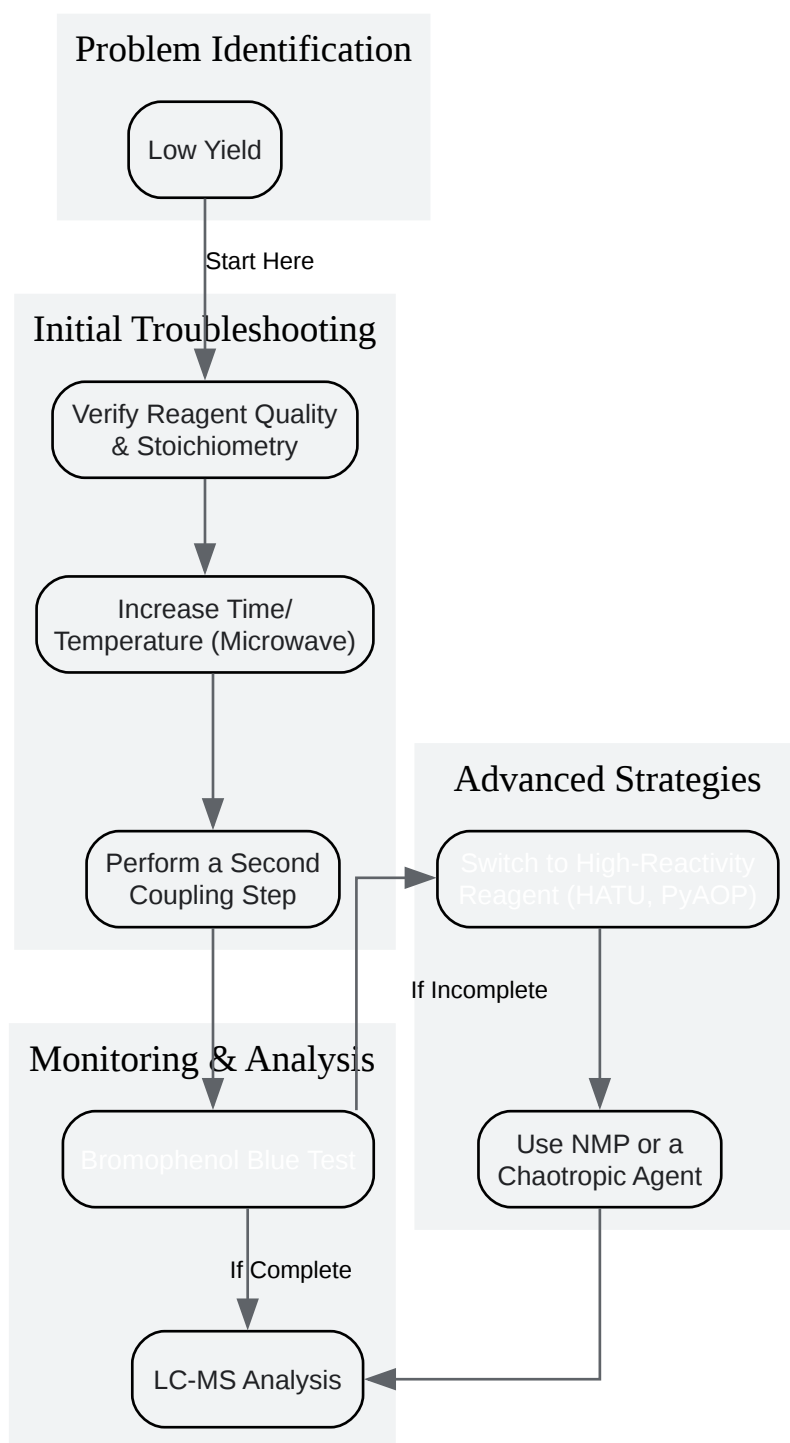 Problem Identification
Low Yield
Start Here
Initial Troubleshooting
Verify Reagent Quality
& Stoichiometry
Increase Time/
Temperature (Microwave)
Perform a Second
Coupling Step
Advanced Strategies
Switch to High-Reactivity
Reagent (HATU, PyAOP)
If Incomplete
Monitoring & Analysis
Bromophenol Blue Test
Use NMP or a
Chaotropic Agent
If Complete
LC-MS Analysis